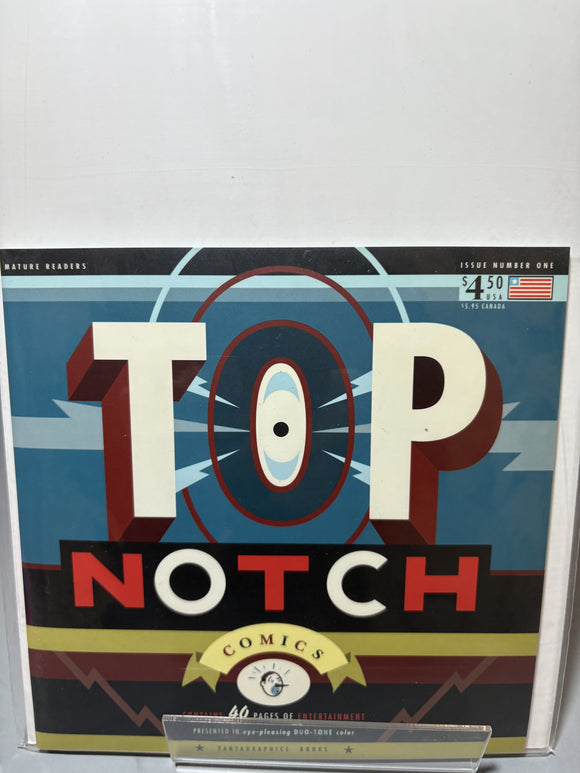 MATURE READERS
ISSUE NUMBER ONE
$4.50
USA
$5.95 CANADA
TOP
NOTCH
COMICS
CONTAINS 40 PAGES OF ENTERTAINMENT
PRESENTED IN eye-pleasing DUO-TONE color
★ FANTAGRAPHICS BOOKS ★